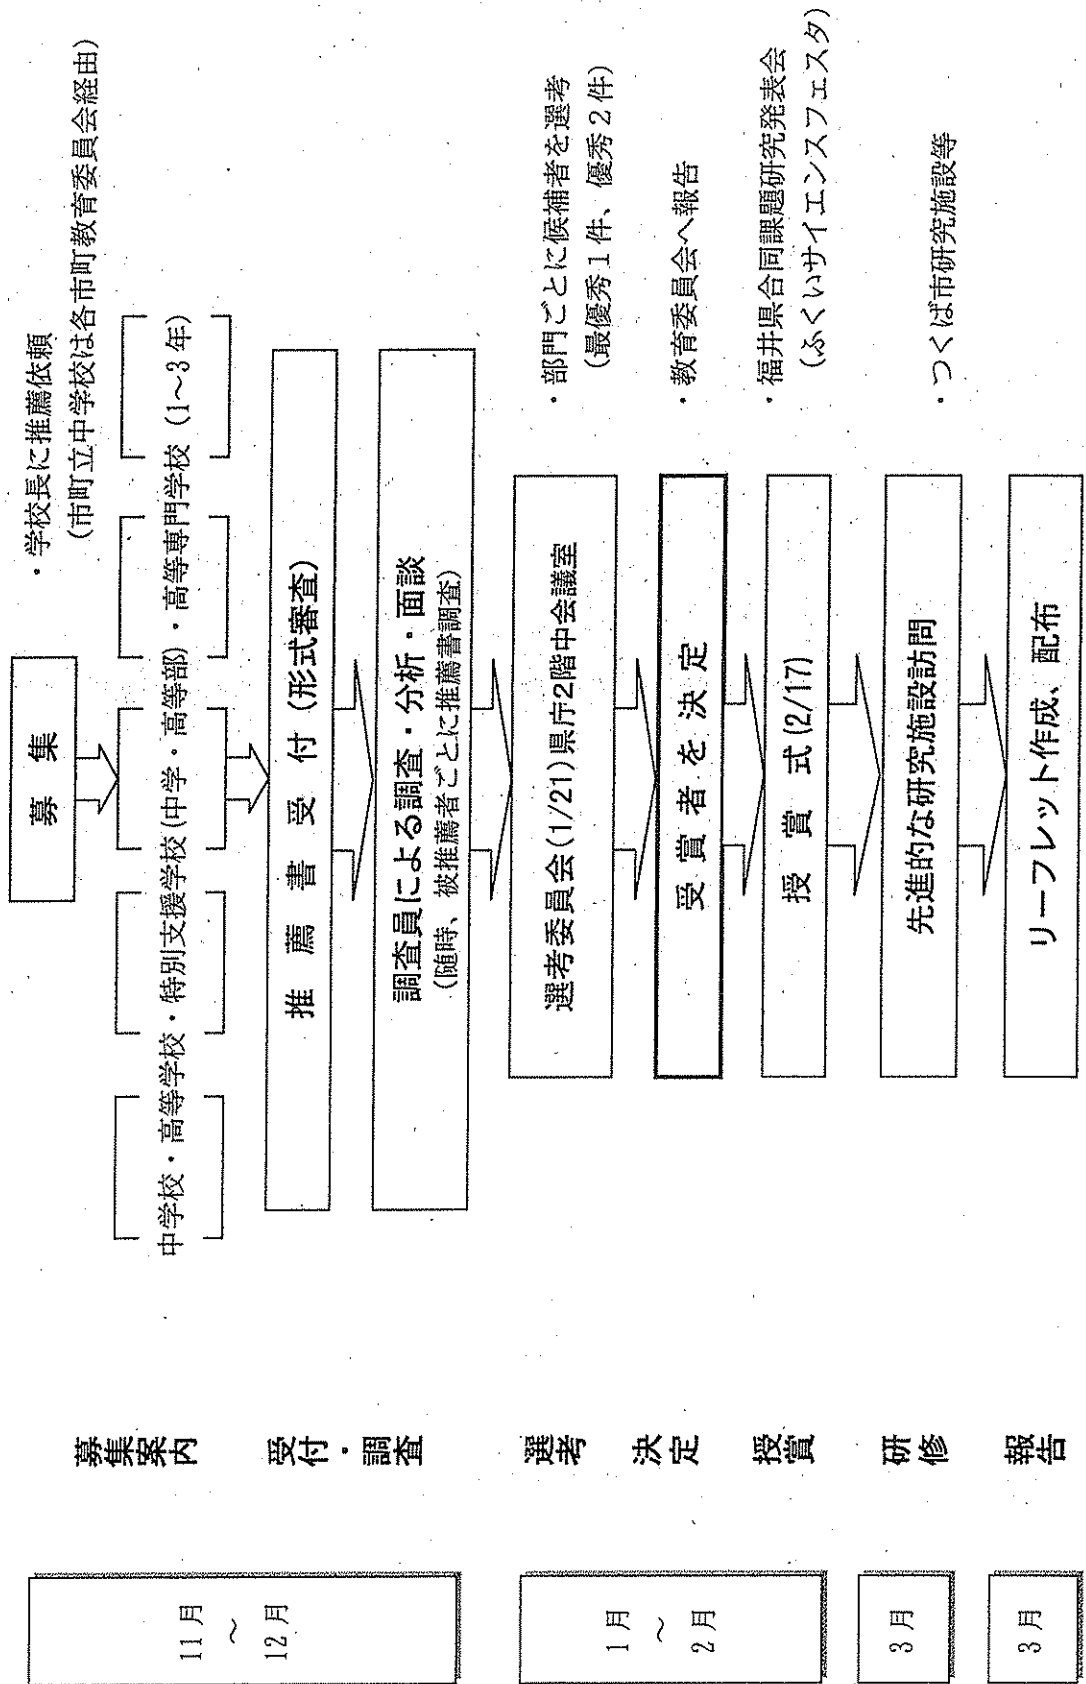 募集
・学校長に推薦依頼
(市町立中学校は各市町教育委員会経由)
11月
～
12月
募集案内
中学校・高等学校・特別支援学校(中学・高等部)・高等専門学校(1～3年)
受付・調査
推薦書受付(形式審査)
調査員による調査・分析・面談
(随時、被推薦者ごとに推薦書調査)
1月
～
2月
選考
選考委員会(1/21)県庁2階中会議室
・部門ごとに候補者を選考
(最優秀1件、優秀2件)
決定
受賞者を決定
・教育委員会へ報告
授賞
授賞式(2/17)
・福井県合同課題研究発表会
(ふくいサイエンスフェスタ)
3月
研修
先進的な研究施設訪問
・つくば市研究施設等
3月
報告
リーフレット作成、配布